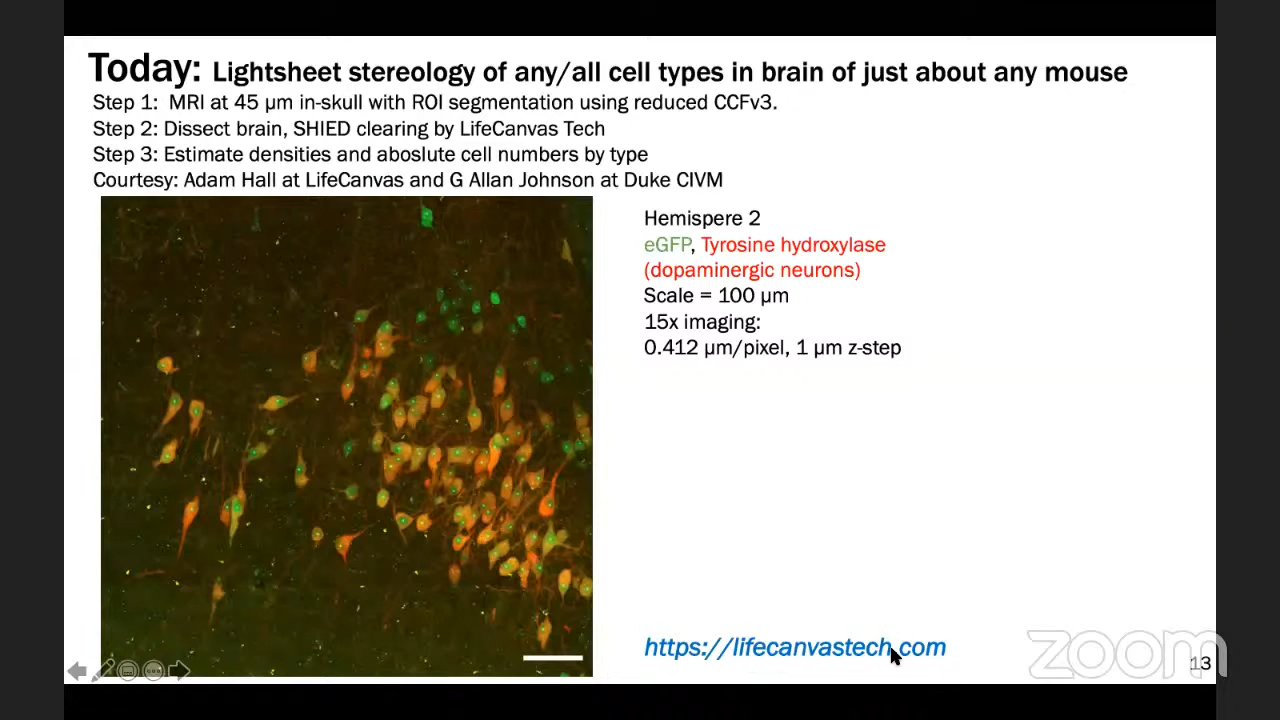 Today: Lightsheet stereology of any/all cell types in brain of just about any mouse
Step 1: MRI at 45 µm in-skull with ROI segmentation using reduced CCFv3.
Step 2: Dissect brain, SHIED clearing by LifeCanvas Tech
Step 3: Estimate densities and aboslute cell numbers by type
Courtesy: Adam Hall at LifeCanvas and G Allan Johnson at Duke CIVM
Hemispere 2
eGFP, Tyrosine hydroxylase
(dopaminergic neurons)
Scale = 100 µm
15x imaging:
0.412 µm/pixel, 1 µm z-step
https://lifecanvastech.com
zoom
13